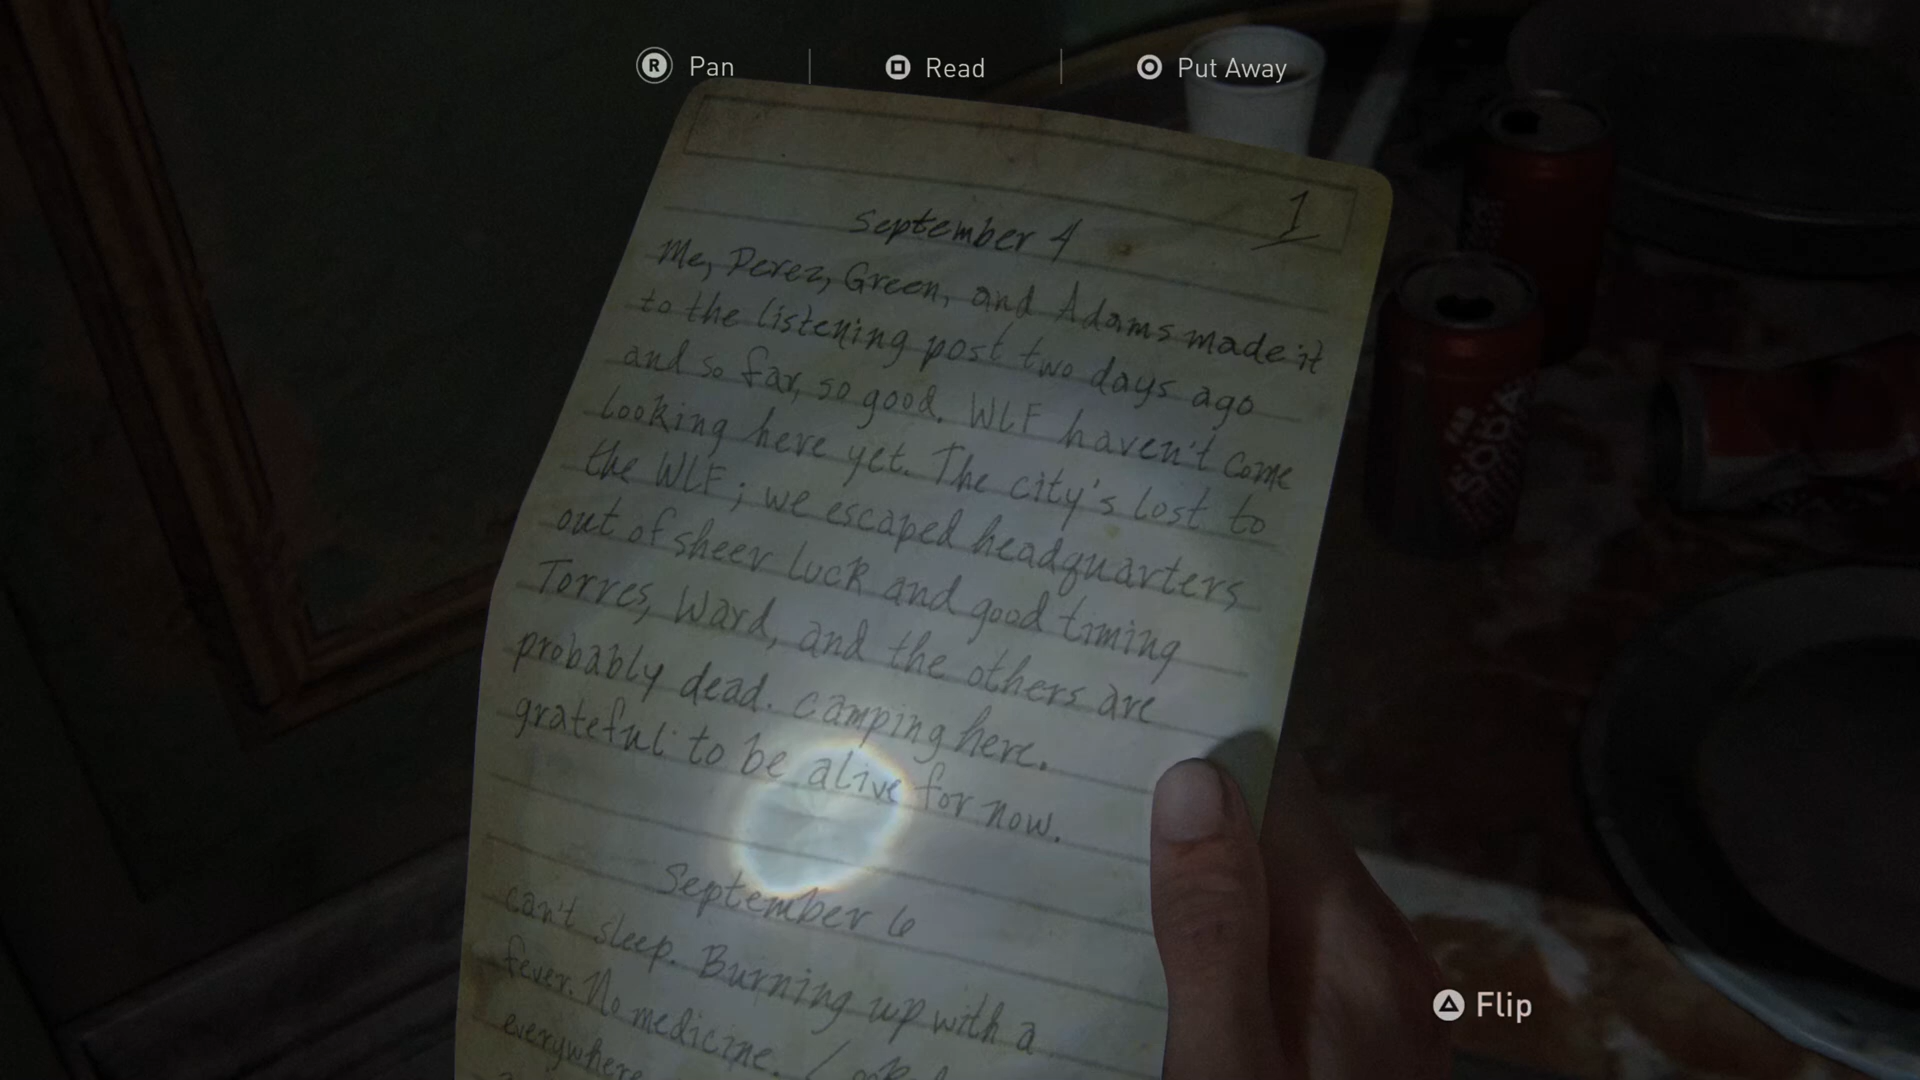 R Pan
Read
Put Away
1
September 4
Me, Perez, Green, and Adams made it
to the listening post two days ago
and so far, so good. WLF haven't come
looking here yet. The city's lost to
the WLF; we escaped headquarters
out of sheer luck and good timing
Torres, Ward, and the others are
probably dead. camping here.
grateful to be alive for now.
September 6
can't sleep. Burning up with a
fever. No medicine.
everywhere
Flip
SODA